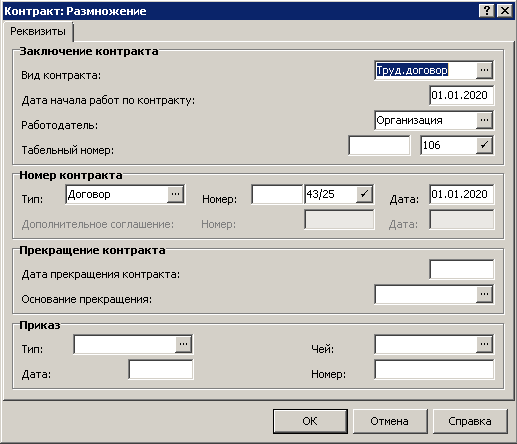 Контракт: Размножение
Реквизиты
Заключение контракта
Вид контракта: Труд.договор ...
Дата начала работ по контракту: 01.01.2020
Работодатель: Организация ...
Табельный номер: 106
Номер контракта
Тип: Договор ... Номер: 43/25 Дата: 01.01.2020
Дополнительное соглашение: Номер: Дата:
Прекращение контракта
Дата прекращения контракта:
Основание прекращения: ...
Приказ
Тип: ... Чей: ...
Дата: Номер:
OK Отмена Справка